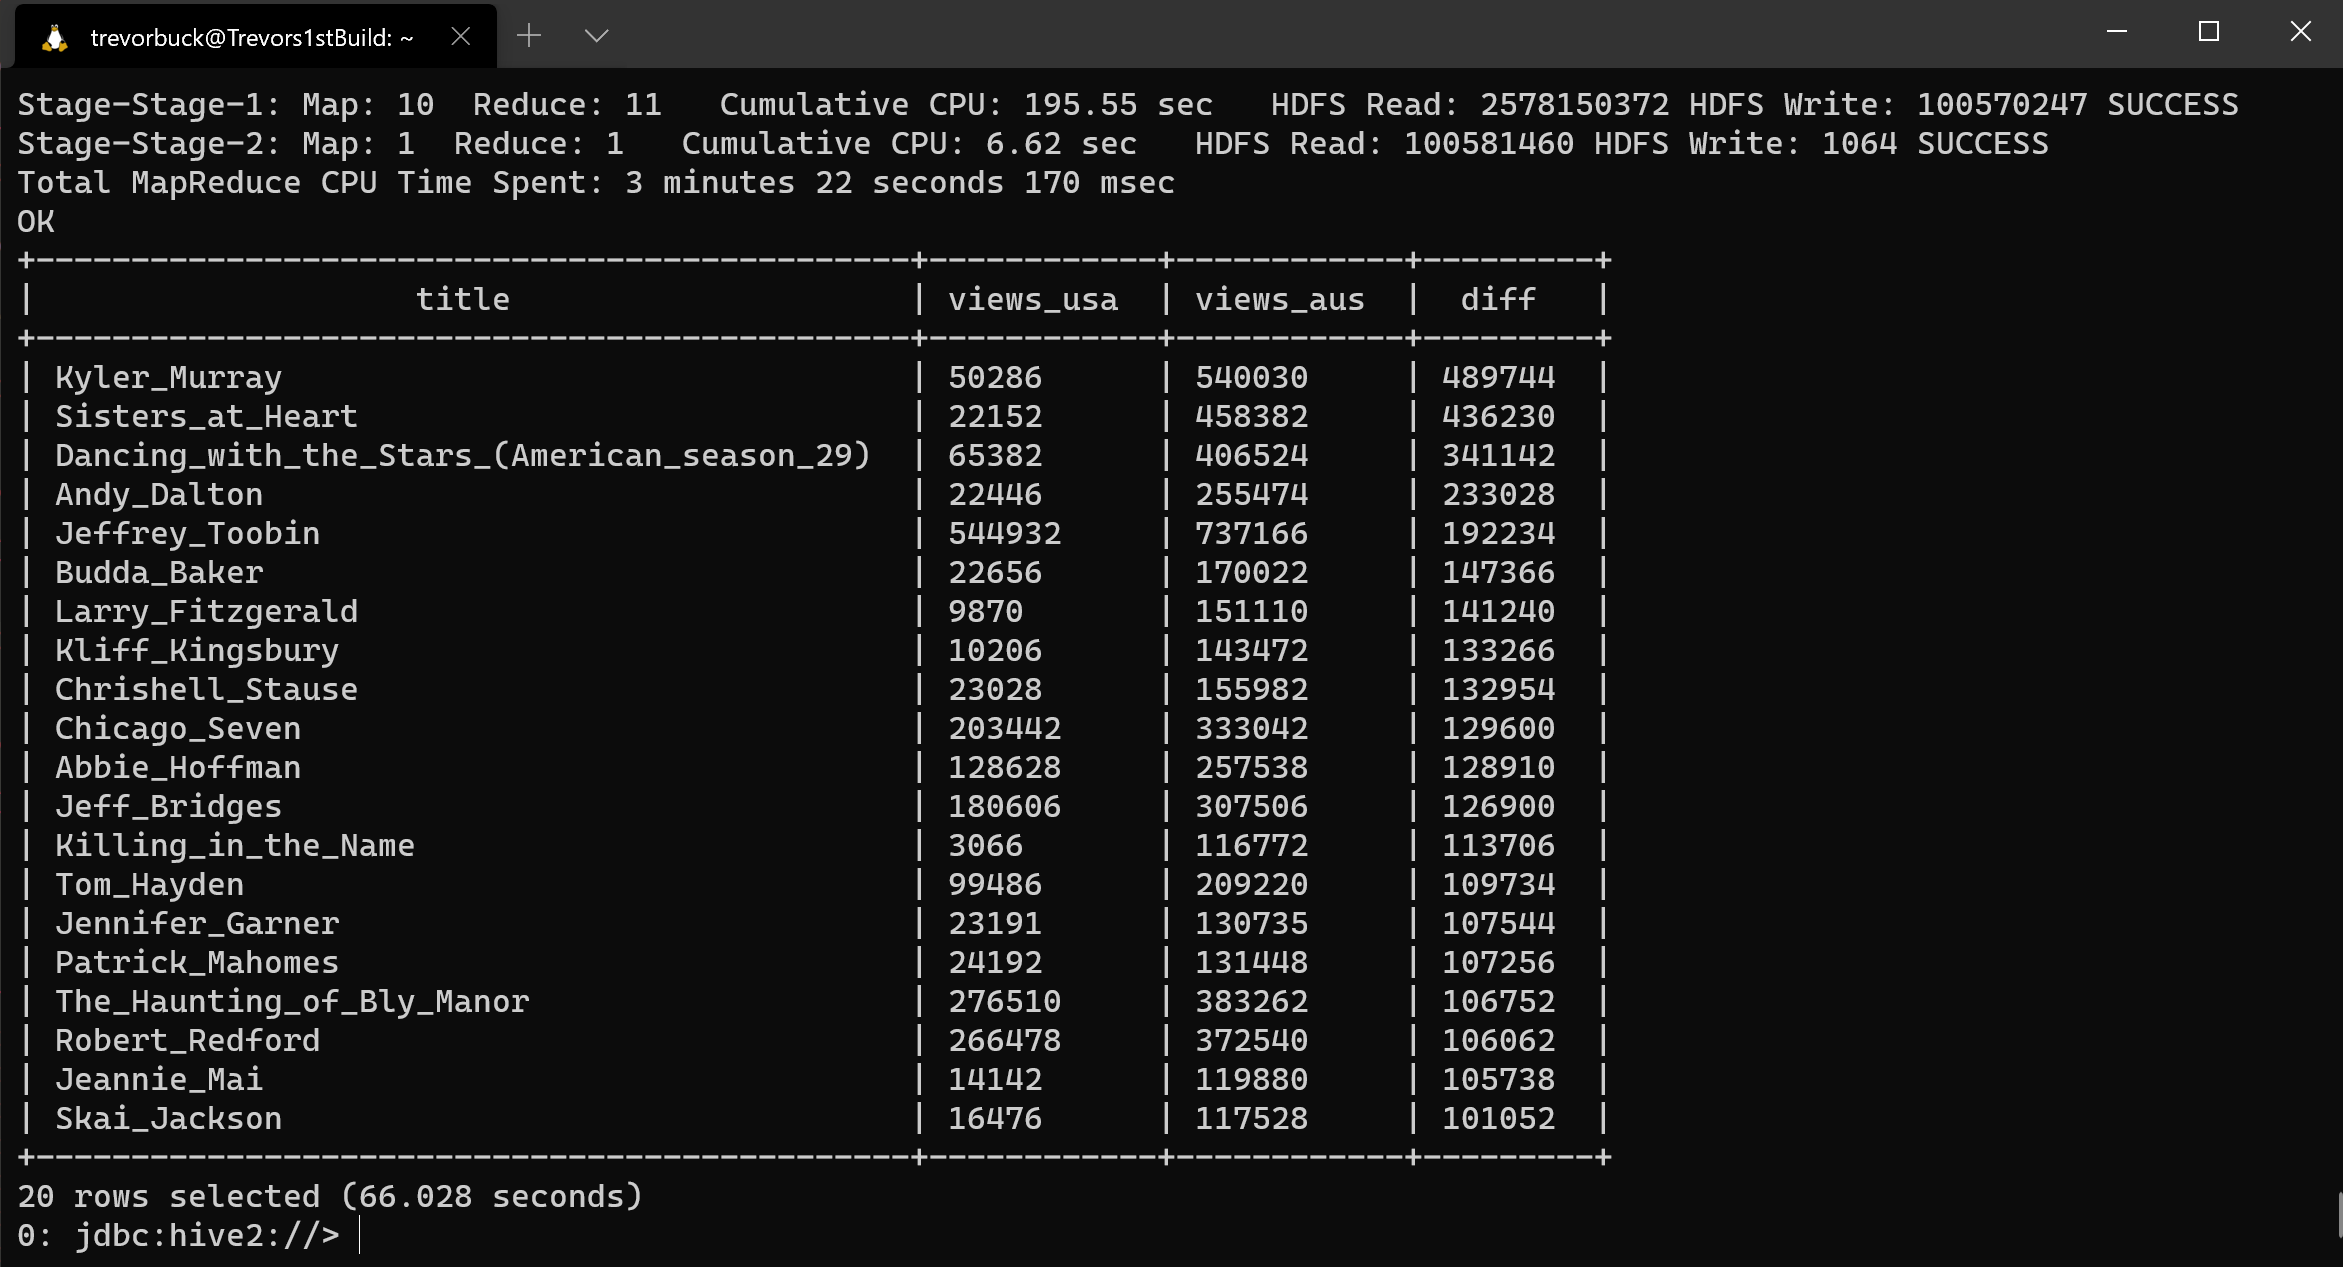 trevorbuck@Trevors1stBuild: ~
Stage-Stage-1: Map: 10  Reduce: 11   Cumulative CPU: 195.55 sec   HDFS Read: 2578150372 HDFS Write: 100570247 SUCCESS
Stage-Stage-2: Map: 1  Reduce: 1   Cumulative CPU: 6.62 sec   HDFS Read: 100581460 HDFS Write: 1064 SUCCESS
Total MapReduce CPU Time Spent: 3 minutes 22 seconds 170 msec
OK
+----------------------------------------------+------------+------------+---------+
|                    title                     | views_usa  | views_aus  |  diff   |
+----------------------------------------------+------------+------------+---------+
| Kyler_Murray                                 | 50286      | 540030     | 489744  |
| Sisters_at_Heart                             | 22152      | 458382     | 436230  |
| Dancing_with_the_Stars_(American_season_29)  | 65382      | 406524     | 341142  |
| Andy_Dalton                                  | 22446      | 255474     | 233028  |
| Jeffrey_Toobin                               | 544932     | 737166     | 192234  |
| Budda_Baker                                  | 22656      | 170022     | 147366  |
| Larry_Fitzgerald                             | 9870       | 151110     | 141240  |
| Kliff_Kingsbury                              | 10206      | 143472     | 133266  |
| Chrishell_Stause                             | 23028      | 155982     | 132954  |
| Chicago_Seven                                | 203442     | 333042     | 129600  |
| Abbie_Hoffman                                | 128628     | 257538     | 128910  |
| Jeff_Bridges                                 | 180606     | 307506     | 126900  |
| Killing_in_the_Name                          | 3066       | 116772     | 113706  |
| Tom_Hayden                                   | 99486      | 209220     | 109734  |
| Jennifer_Garner                              | 23191      | 130735     | 107544  |
| Patrick_Mahomes                              | 24192      | 131448     | 107256  |
| The_Haunting_of_Bly_Manor                    | 276510     | 383262     | 106752  |
| Robert_Redford                               | 266478     | 372540     | 106062  |
| Jeannie_Mai                                  | 14142      | 119880     | 105738  |
| Skai_Jackson                                 | 16476      | 117528     | 101052  |
+----------------------------------------------+------------+------------+---------+
20 rows selected (66.028 seconds)
0: jdbc:hive2://>